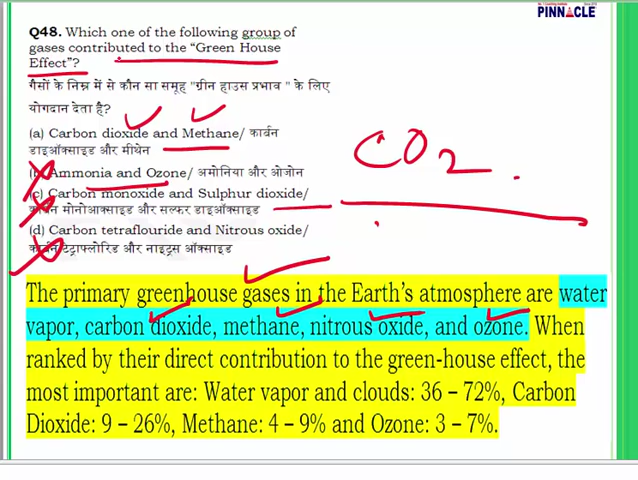 PINNACLE
Q48. Which one of the following group of
gases contributed to the “Green House
Effect”?
गैसों के निम्न में से कौन सा समूह "ग्रीन हाउस प्रभाव " के लिए
योगदान देता है?
(a) Carbon dioxide and Methane/ कार्बन
डाइऑक्साइड और मीथेन
(b) Ammonia and Ozone/ अमोनिया और ओजोन
(c) Carbon monoxide and Sulphur dioxide/
कार्बन मोनोआक्साइड और सल्फर डाइऑक्साइड
(d) Carbon tetraflouride and Nitrous oxide/
कार्बन टेट्राफ्लोरिड और नाइट्रस ऑक्साइड
CO2
The primary greenhouse gases in the Earth's atmosphere are water
vapor, carbon dioxide, methane, nitrous oxide, and ozone. When
ranked by their direct contribution to the green-house effect, the
most important are: Water vapor and clouds: 36 – 72%, Carbon
Dioxide: 9 – 26%, Methane: 4 – 9% and Ozone: 3 – 7%.